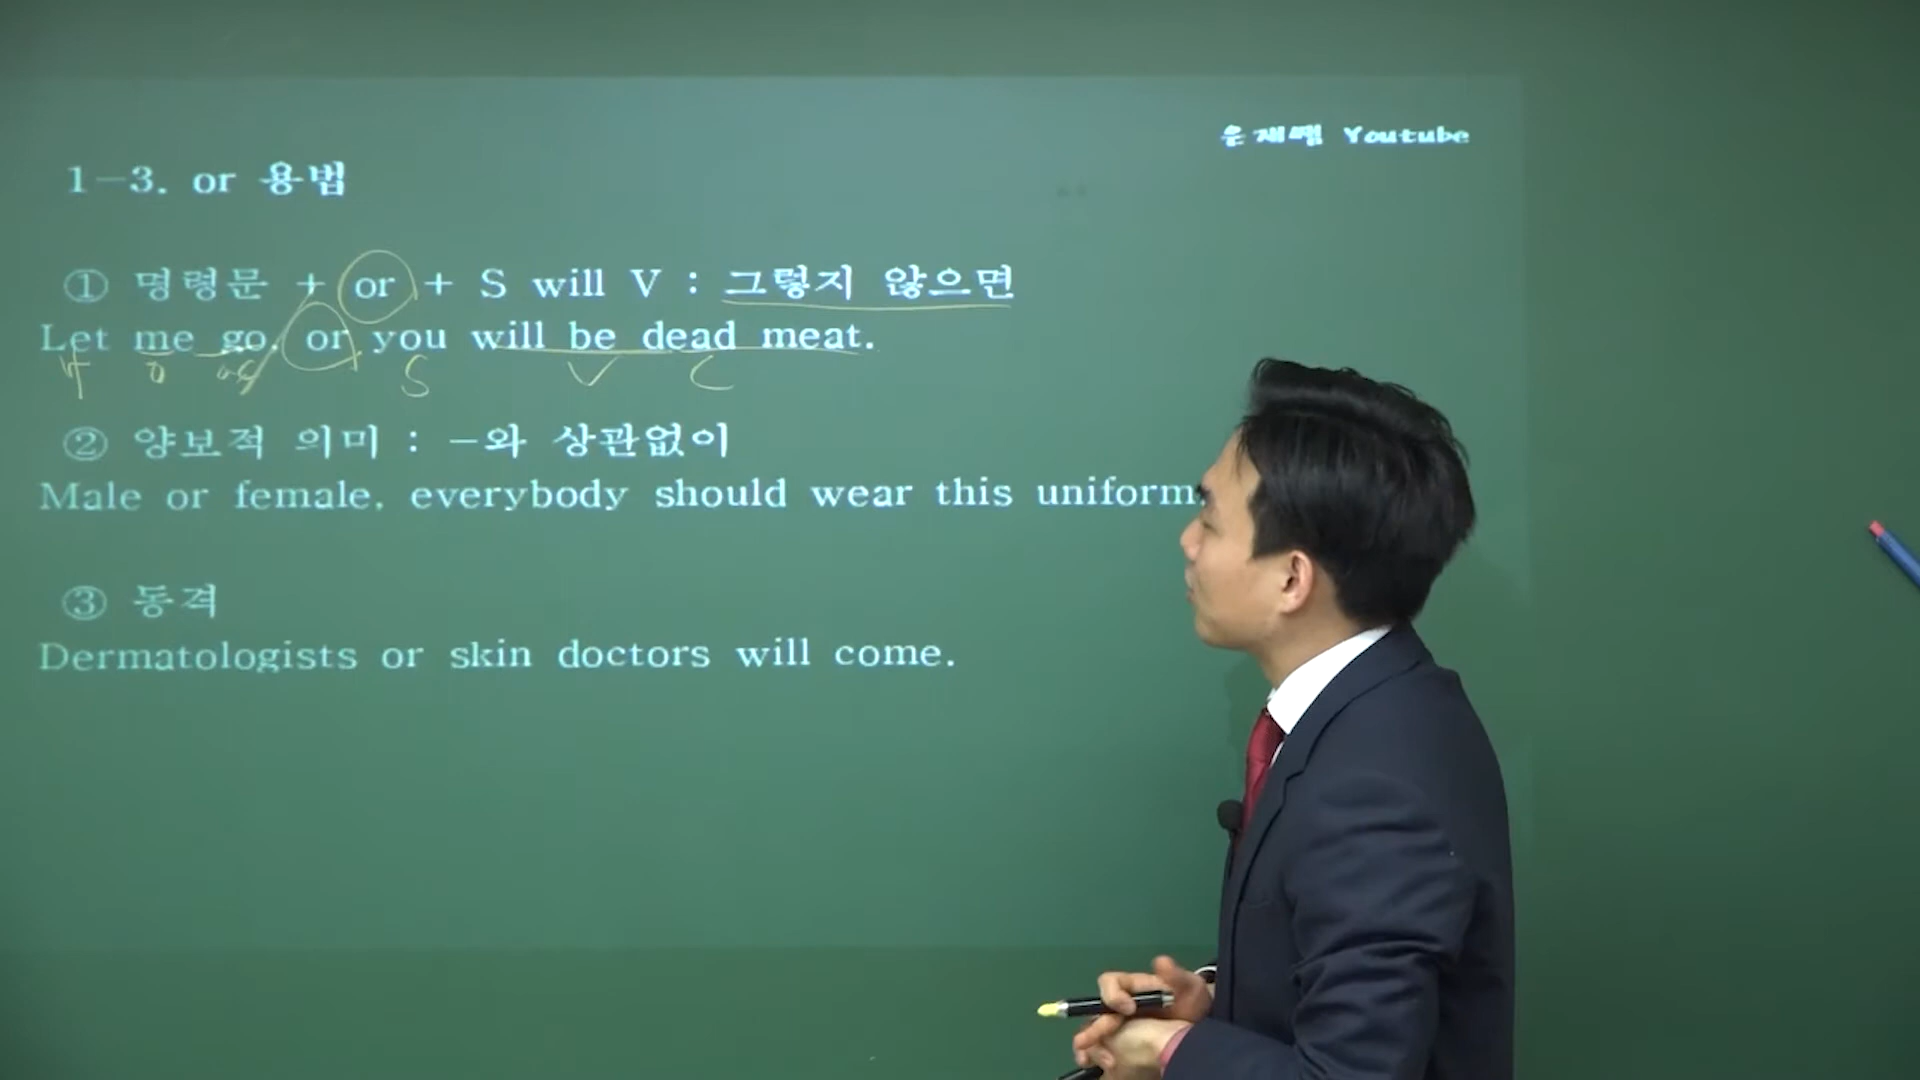 은재쌤 Youtube
1-3. or 용법
① 명령문 + or + S will V : 그렇지 않으면
Let me go, or you will be dead meat.
S V C
② 양보적 의미 : -와 상관없이
Male or female, everybody should wear this uniform.
③ 동격
Dermatologists or skin doctors will come.